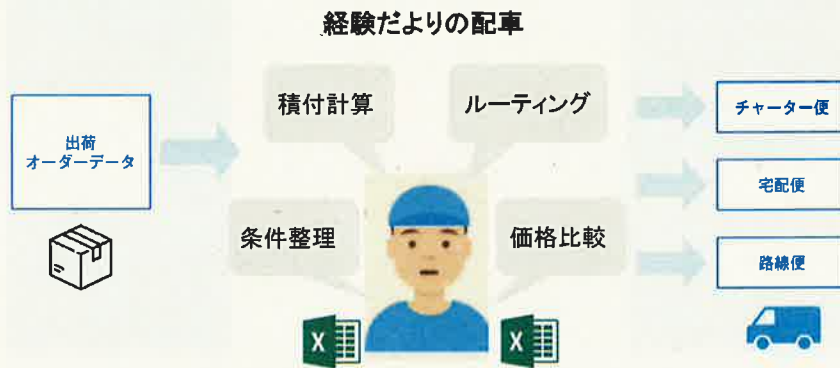 経験だよりの配車
積付計算
ルーティング
出荷
オーダーデータ
条件整理
価格比較
チャーター便
宅配便
路線便
X
X